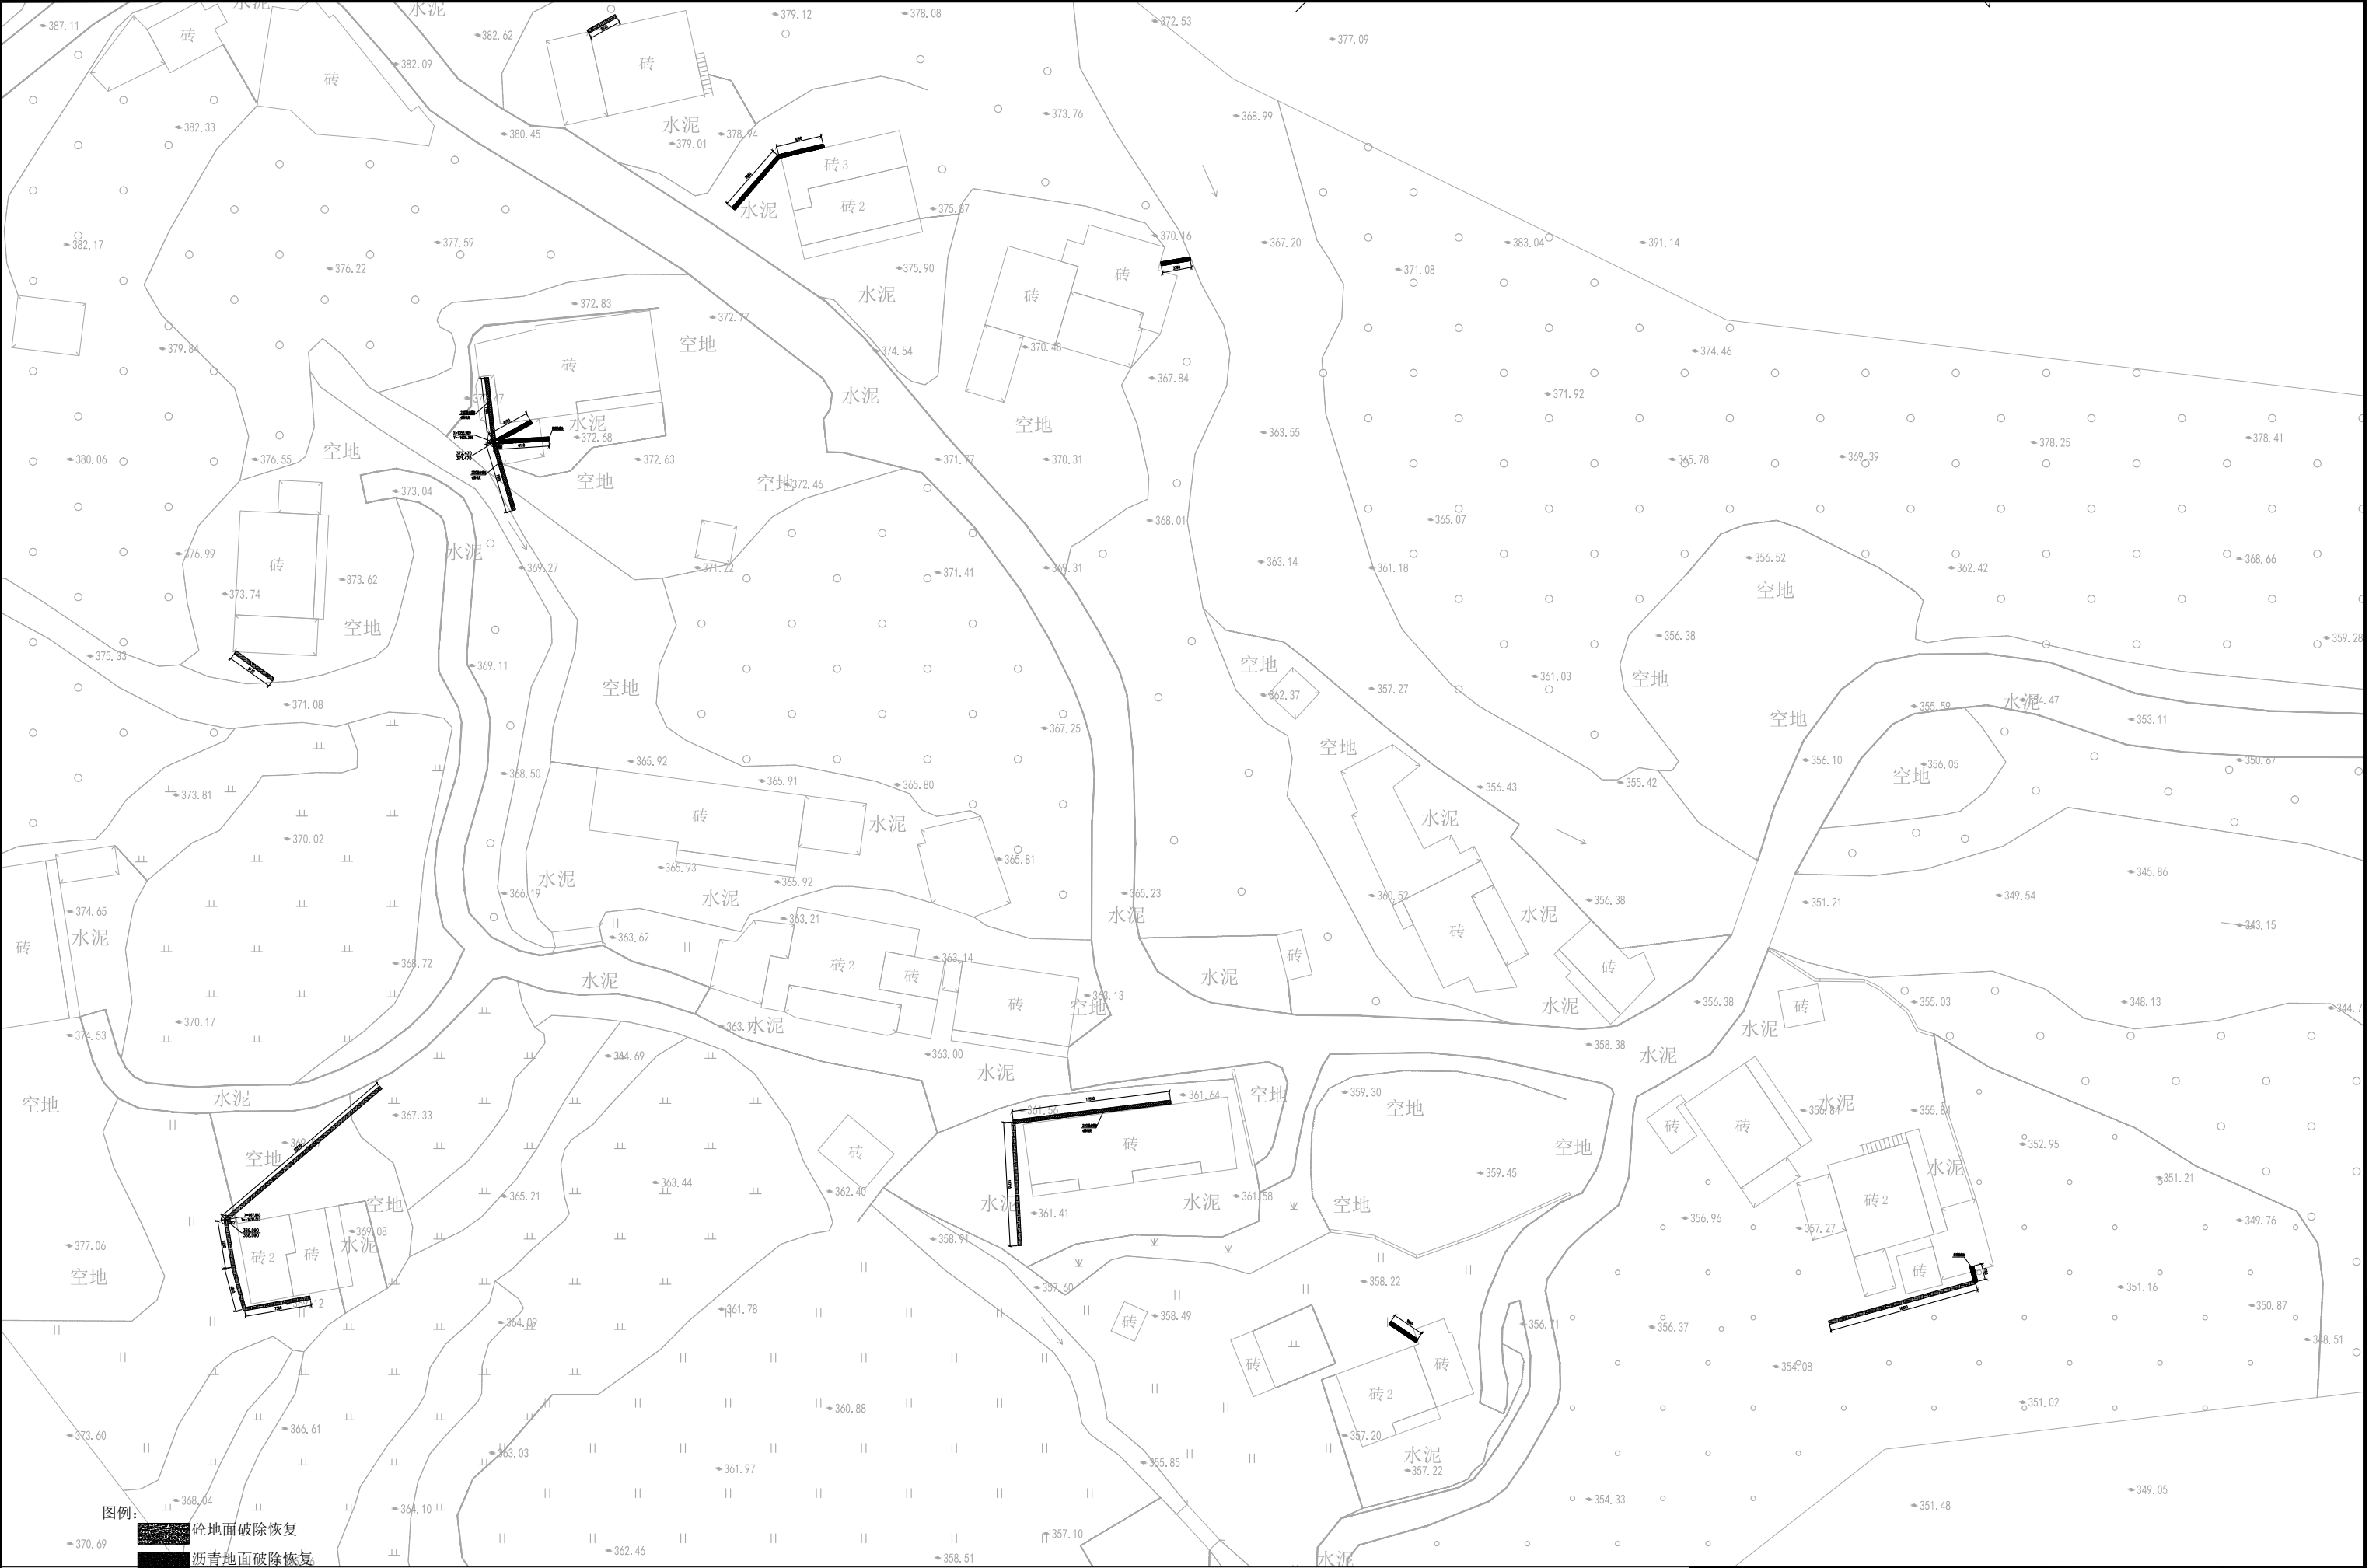 水泥
水泥
387.11
砖
382.62
379.12
378.08
372.53
377.09
砖
382.09
砖
382.33
380.45
水泥
379.01
378.94
373.76
368.99
砖3
砖2
水泥
375.87
370.16
367.20
383.04
391.14
382.17
377.59
376.22
375.90
371.08
砖
砖
水泥
372.83
372.77
空地
379.84
374.54
370.48
374.46
砖
367.84
371.92
水泥
水泥
372.68
空地
363.55
378.25
378.41
空地
380.06
376.55
372.63
371.77
370.31
365.78
369.39
空地
空地
372.46
373.04
368.01
365.07
水泥
376.99
373.62
砖
373.74
369.27
371.22
371.41
369.31
363.14
361.18
356.52
362.42
368.66
空地
空地
356.38
359.28
375.33
369.11
空地
空地
362.37
357.27
361.03
空地
371.08
367.25
空地
355.59
水泥
353.11
368.50
365.92
365.91
365.80
空地
356.43
355.42
356.10
356.05
空地
350.67
373.81
370.02
砖
水泥
水泥
365.93
365.92
365.81
366.19
水泥
水泥
365.23
水泥
360.52
356.38
水泥
345.86
349.54
351.21
343.15
374.65
水泥
砖
363.21
363.62
砖
368.72
砖2
砖
363.14
水泥
水泥
砖
砖
空地
水泥
356.38
355.03
348.13
砖
370.17
374.53
水泥
364.69
363.00
水泥
358.38
水泥
水泥
空地
水泥
367.33
361.64
空地
359.30
空地
水泥
355.84
砖
砖
352.95
空地
砖
砖
空地
359.45
水泥
351.21
363.44
365.21
362.40
空地
水泥
361.58
空地
水泥
361.41
砖2
356.96
357.27
349.76
369.08
水泥
砖2
砖
377.06
空地
358.91
358.22
砖
357.60
351.16
350.87
361.78
364.09
砖
358.49
356.71
356.37
348.51
砖
砖
354.08
砖2
360.88
351.02
373.60
366.61
363.03
357.20
水泥
357.22
361.97
355.85
349.05
368.04
364.10
354.33
351.48
图例：
砼地面破除恢复
370.69
357.10
沥青地面破除恢复
362.46
358.51
水泥